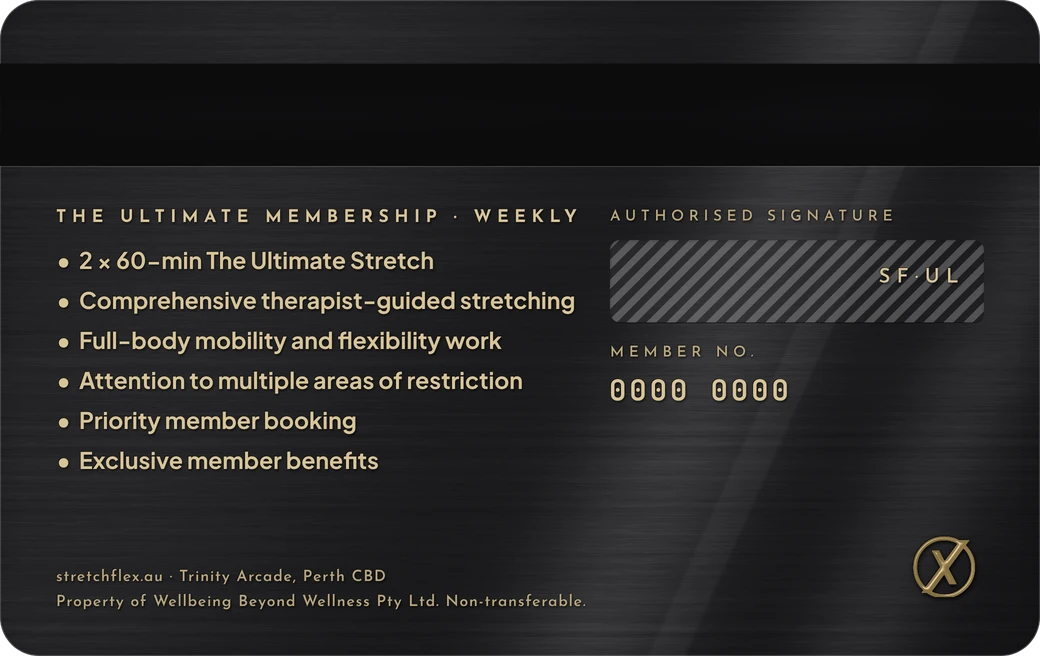 THE ULTIMATE MEMBERSHIP · WEEKLY
• 2 × 60-min The Ultimate Stretch
• Comprehensive therapist-guided stretching
• Full-body mobility and flexibility work
• Attention to multiple areas of restriction
• Priority member booking
• Exclusive member benefits
AUTHORISED SIGNATURE
SF·UL
MEMBER NO.
0000 0000
stretchflex.au · Trinity Arcade, Perth CBD
Property of Wellbeing Beyond Wellness Pty Ltd. Non-transferable.
X